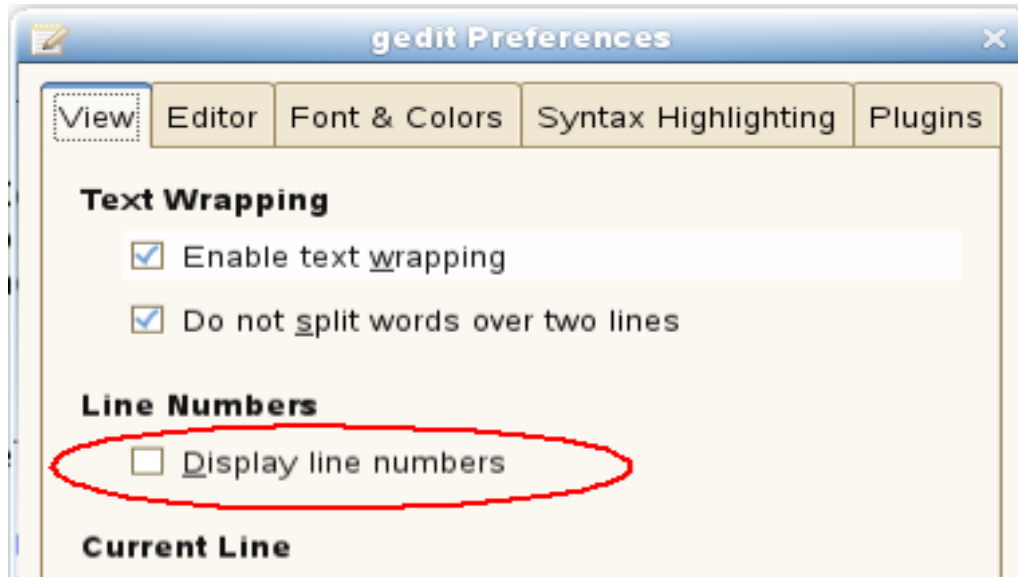 gedit Preferences
View Editor Font & Colors Syntax Highlighting Plugins
Text Wrapping
Enable text wrapping
Do not split words over two lines
Line Numbers
Display line numbers
Current Line